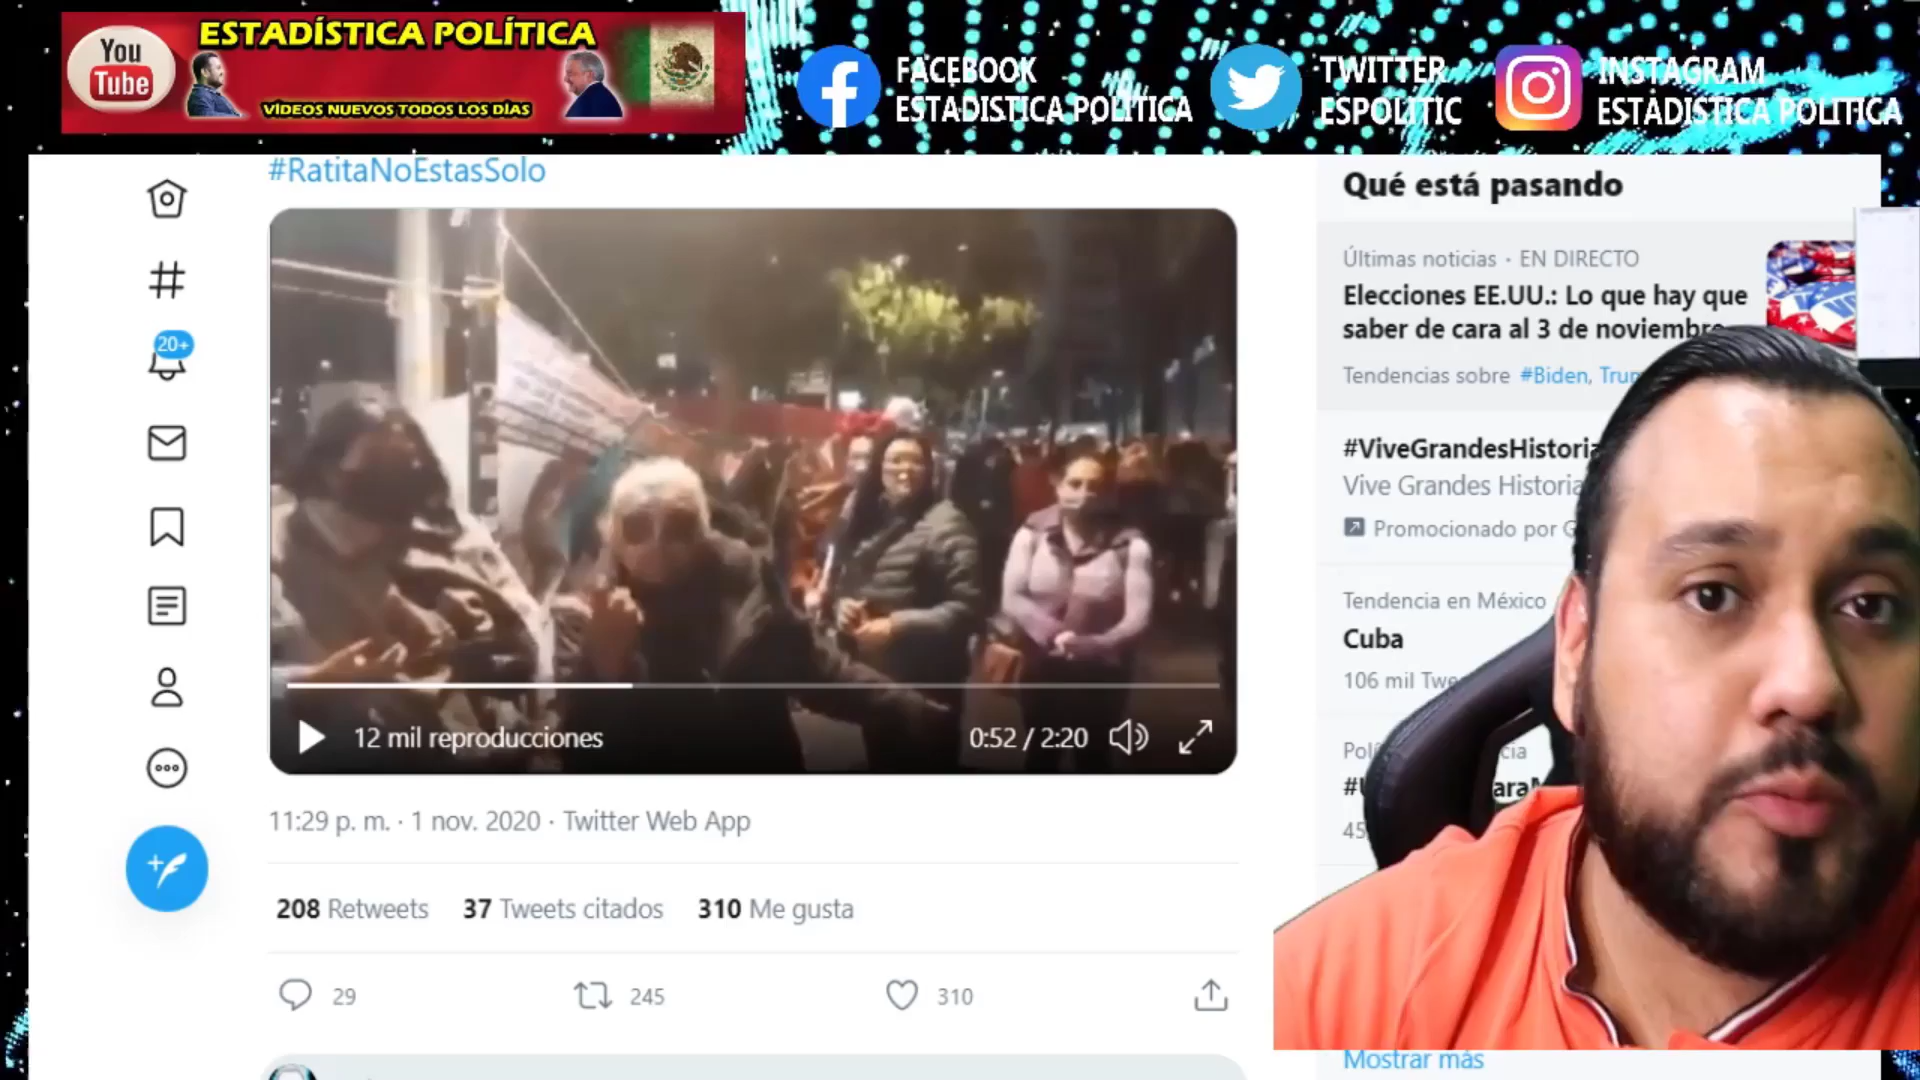 You
Tube
ESTADÍSTICA POLÍTICA
VÍDEOS NUEVOS TODOS LOS DÍAS
FACEBOOK
ESTADISTICA POLITICA
TWITTER
ESPOLITIC
INSTAGRAM
ESTADISTICA POLITICA
#RatitaNoEstasSolo
20+
12 mil reproducciones
0:52 / 2:20
11:29 p. m. · 1 nov. 2020 · Twitter Web App
208 Retweets 37 Tweets citados 310 Me gusta
29 245 310
Qué está pasando
Últimas noticias · EN DIRECTO
Elecciones EE.UU.: Lo que hay que
saber de cara al 3 de noviembre
Tendencias sobre #Biden, Trum
#ViveGrandesHistoria
Vive Grandes Historia
Promocionado por G
Tendencia en México
Cuba
106 mil Twe
Mostrar más